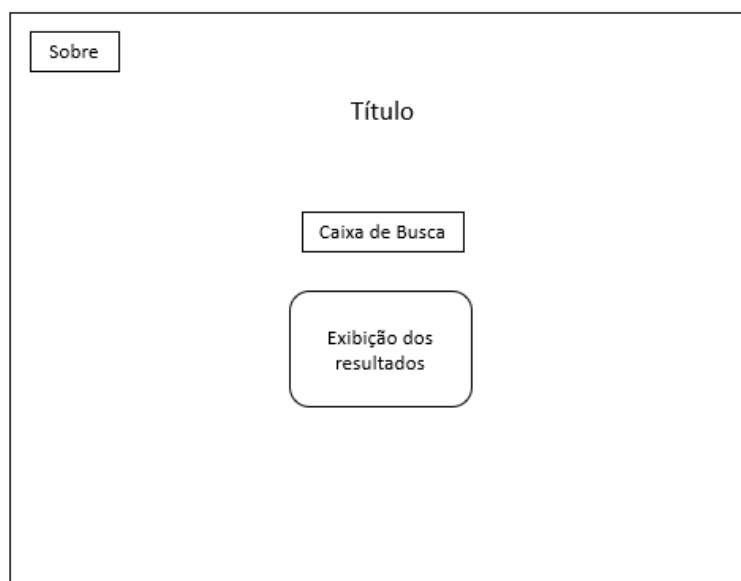 Sobre
Título
Caixa de Busca
Exibição dos
resultados